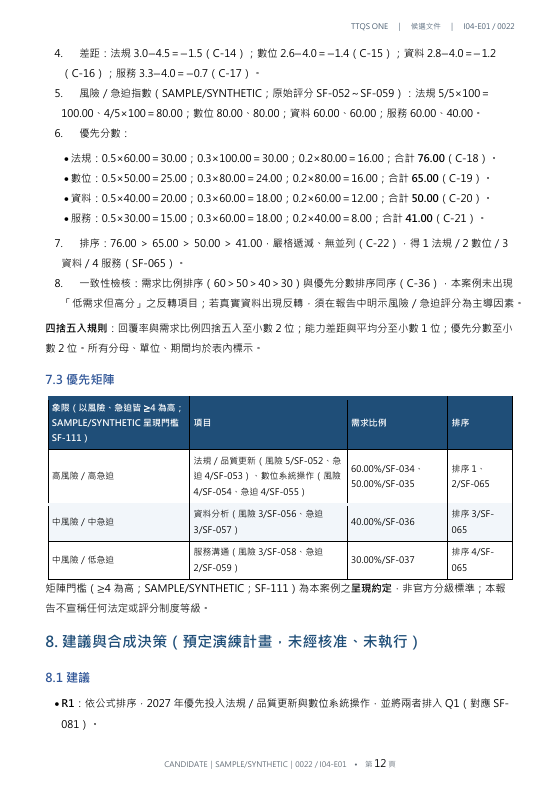 TTQS ONE ｜ 候選文件 ｜ I04-E01 / 0022
4. 差距：法規 3.0−4.5=−1.5（C-14）；數位 2.6−4.0=−1.4（C-15）；資料 2.8−4.0=−1.2
（C-16）；服務 3.3−4.0=−0.7（C-17）。
5. 風險／急迫指數（SAMPLE/SYNTHETIC；原始評分 SF-052～SF-059）：法規 5/5×100＝
100.00、4/5×100＝80.00；數位 80.00、80.00；資料 60.00、60.00；服務 60.00、40.00。
6. 優先分數：
• 法規：0.5×60.00＝30.00；0.3×100.00＝30.00；0.2×80.00＝16.00；合計 76.00（C-18）。
• 數位：0.5×50.00＝25.00；0.3×80.00＝24.00；0.2×80.00＝16.00；合計 65.00（C-19）。
• 資料：0.5×40.00＝20.00；0.3×60.00＝18.00；0.2×60.00＝12.00；合計 50.00（C-20）。
• 服務：0.5×30.00＝15.00；0.3×60.00＝18.00；0.2×40.00＝8.00；合計 41.00（C-21）。
7. 排序：76.00 > 65.00 > 50.00 > 41.00，嚴格遞減、無並列（C-22），得 1 法規 / 2 數位 / 3
資料 / 4 服務（SF-065）。
8. 一致性檢核：需求比例排序（60＞50＞40＞30）與優先分數排序同序（C-36），本案例未出現
「低需求但高分」之反轉項目；若真實資料出現反轉，須在報告中明示風險／急迫評分為主導因素。
四捨五入規則：回覆率與需求比例四捨五入至小數 2 位；能力差距與平均分至小數 1 位；優先分數至小
數 2 位。所有分母、單位、期間均於表內標示。
7.3 優先矩陣
象限（以風險、急迫皆 ≥4 為高；
SAMPLE/SYNTHETIC 呈現門檻
SF-111）
項目
需求比例
排序
高風險／高急迫
法規／品質更新（風險 5/SF-052、急
迫 4/SF-053）、數位系統操作（風險
4/SF-054、急迫 4/SF-055）
60.00%/SF-034、
50.00%/SF-035
排序 1、
2/SF-065
中風險／中急迫
資料分析（風險 3/SF-056、急迫
3/SF-057）
40.00%/SF-036
排序 3/SF-
065
中風險／低急迫
服務溝通（風險 3/SF-058、急迫
2/SF-059）
30.00%/SF-037
排序 4/SF-
065
矩陣門檻（≥4 為高；SAMPLE/SYNTHETIC；SF-111）為本案例之呈現約定，非官方分級標準；本報
告不宣稱任何法定或評分制度等級。
8. 建議與合成決策（預定演練計畫，未經核准、未執行）
8.1 建議
• R1：依公式排序，2027 年優先投入法規／品質更新與數位系統操作，並將兩者排入 Q1（對應 SF-
081）。
CANDIDATE｜SAMPLE/SYNTHETIC｜0022 / I04-E01 • 第 12 頁